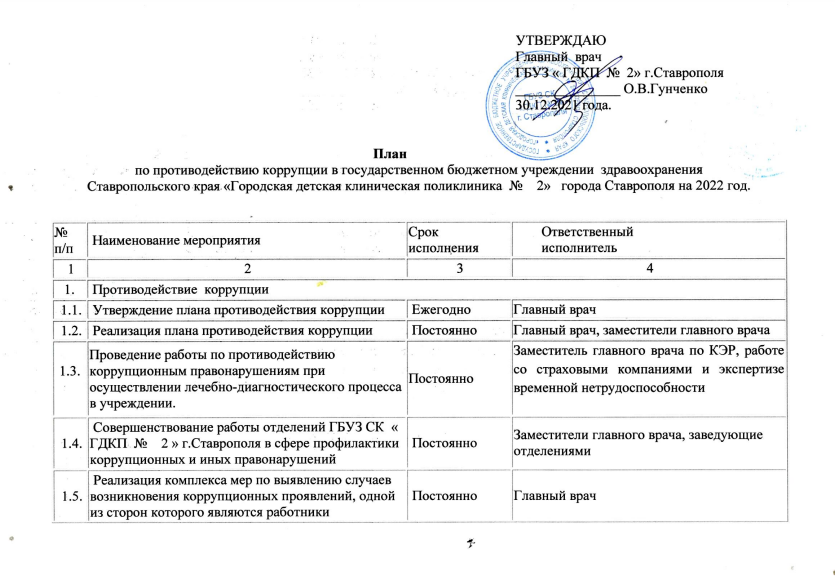 УТВЕРЖДАЮ
Главный врач
ГБУЗ « ГДКП № 2» г.Ставрополя
_______________ О.В.Гунченко
30.12.2021 года.
ГБУЗ СК
г. Ставрополя
План
по противодействию коррупции в государственном бюджетном учреждении здравоохранения
Ставропольского края «Городская детская клиническая поликлиника № 2» города Ставрополя на 2022 год.
№ п/п Наименование мероприятия Срок исполнения Ответственный исполнитель
1 2 3 4
1. Противодействие коррупции
1.1. Утверждение плана противодействия коррупции Ежегодно Главный врач
1.2. Реализация плана противодействия коррупции Постоянно Главный врач, заместители главного врача
1.3. Проведение работы по противодействию
коррупционным правонарушениям при
осуществлении лечебно-диагностического процесса
в учреждении.
Постоянно
Заместитель главного врача по КЭР, работе
со страховыми компаниями и экспертизе
временной нетрудоспособности
1.4. Совершенствование работы отделений ГБУЗ СК «
ГДКП № 2 » г.Ставрополя в сфере профилактики
коррупционных и иных правонарушений
Постоянно
Заместители главного врача, заведующие
отделениями
1.5. Реализация комплекса мер по выявлению случаев
возникновения коррупционных проявлений, одной
из сторон которого являются работники
Постоянно
Главный врач